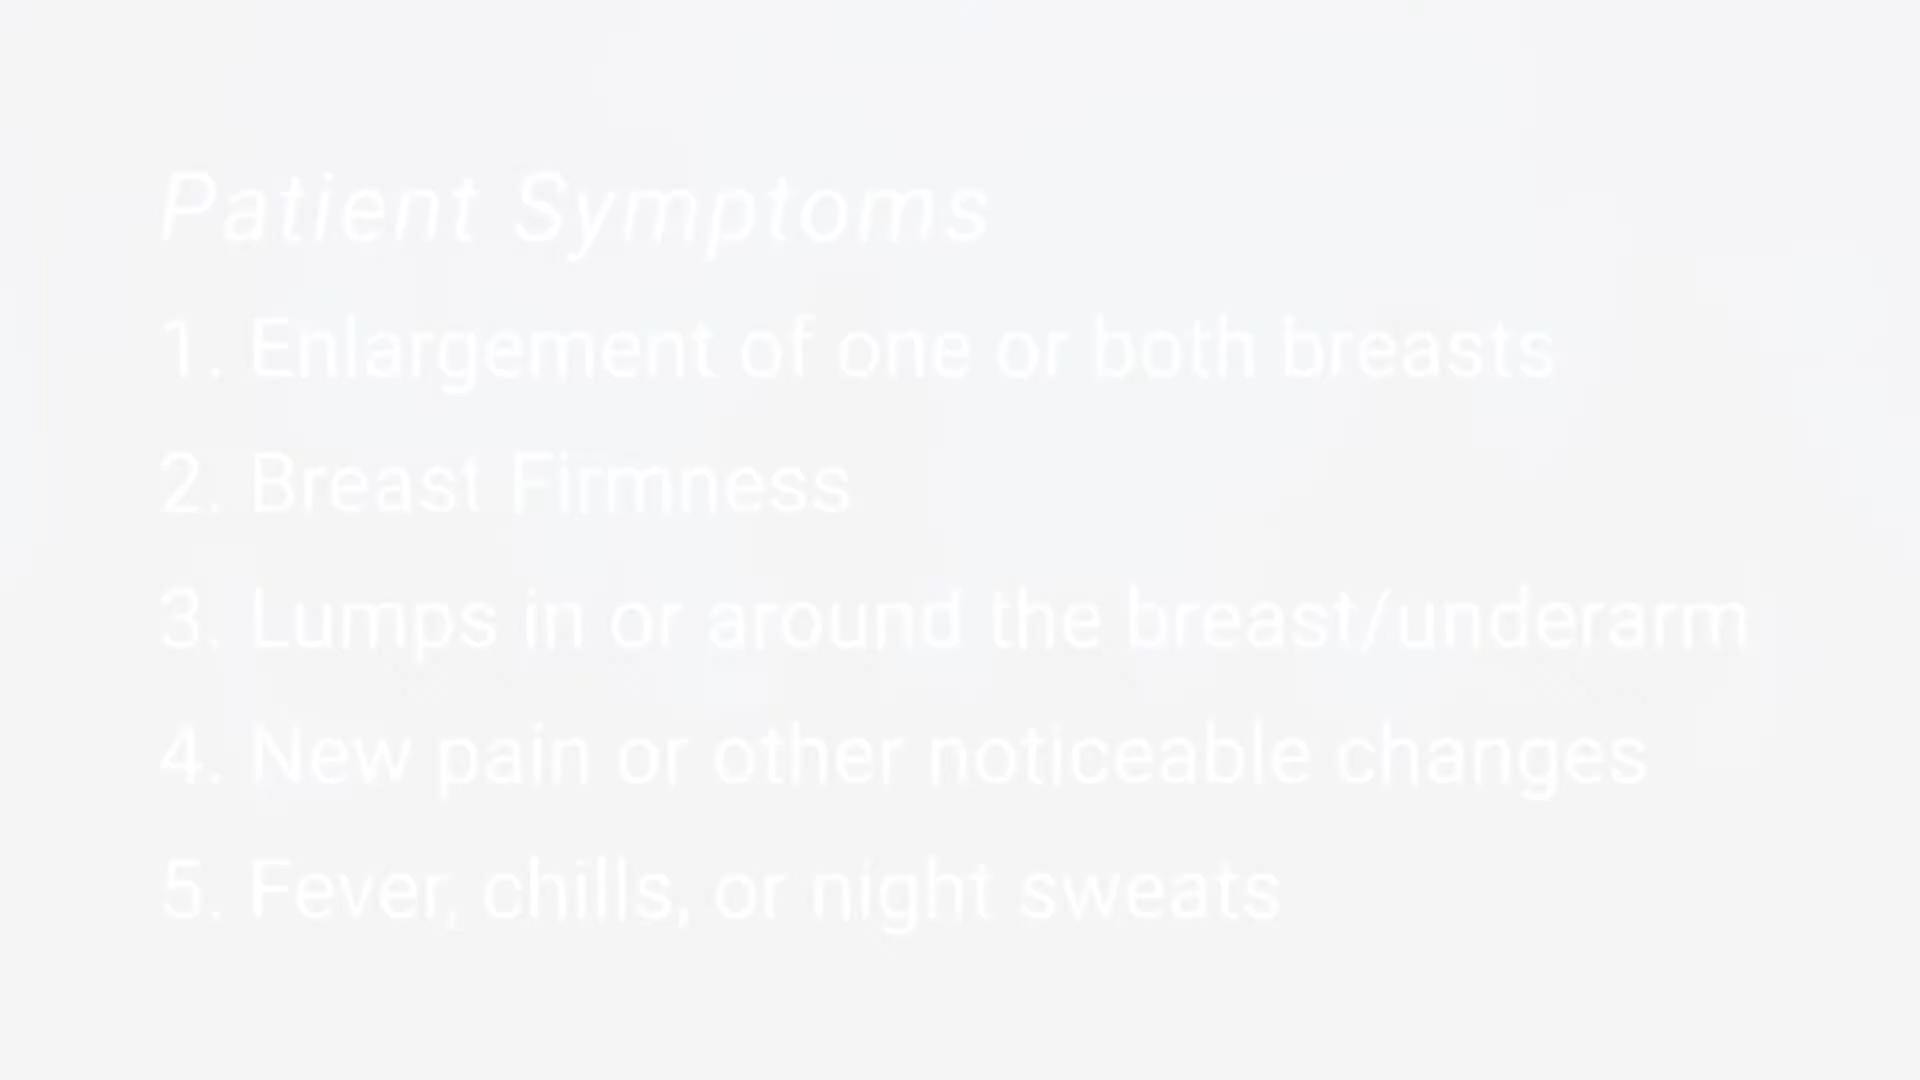 Patient Symptoms
1. Enlargement of one or both breasts
2. Breast Firmness
3. Lumps in or around the breast/underarm
4. New pain or other noticeable changes
5. Fever, chills, or night sweats